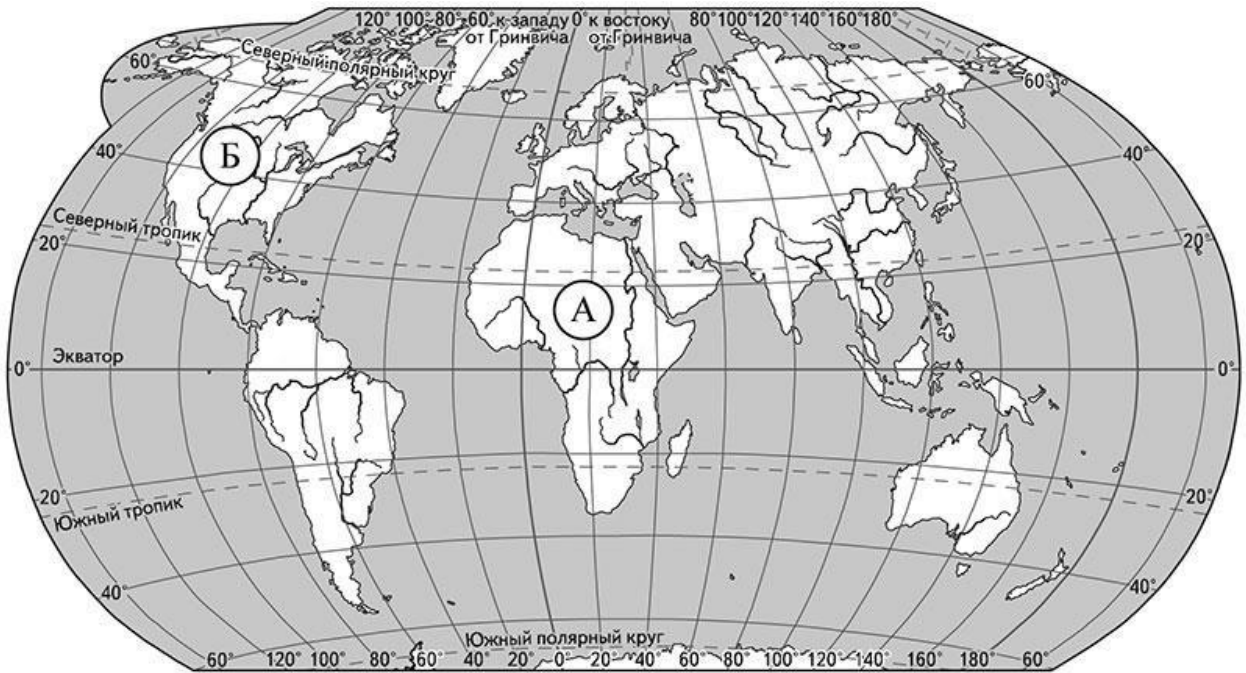 120° 100° 80° 60° к западу 0° к востоку 80° 100° 120° 140° 160° 180°
от Гринвича от Гринвича
60°
Северный полярный круг
60°
Б
40°
40°
Северный тропик
20°
20°
А
Экватор
0°
0°
20°
20°
Южный тропик
40°
40°
Южный полярный круг
60° 120° 100° 80° 60° 40° 20° 0° 20° 40° 60° 80° 100° 120° 140° 160° 180° 60°